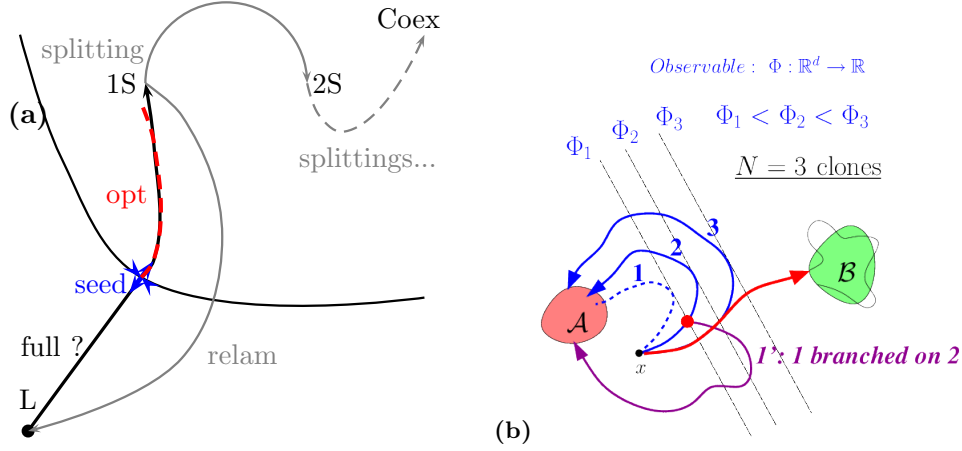 (a)
splitting
Coex
1S
2S
splittings...
opt
seed
full ?
relam
L
Observable : Φ : ℝ^d → ℝ
Φ₁ < Φ₂ < Φ₃
Φ₁
Φ₂
Φ₃
N = 3 clones
3
2
1
𝒜
ℬ
x
1': 1 branched on 2
(b)